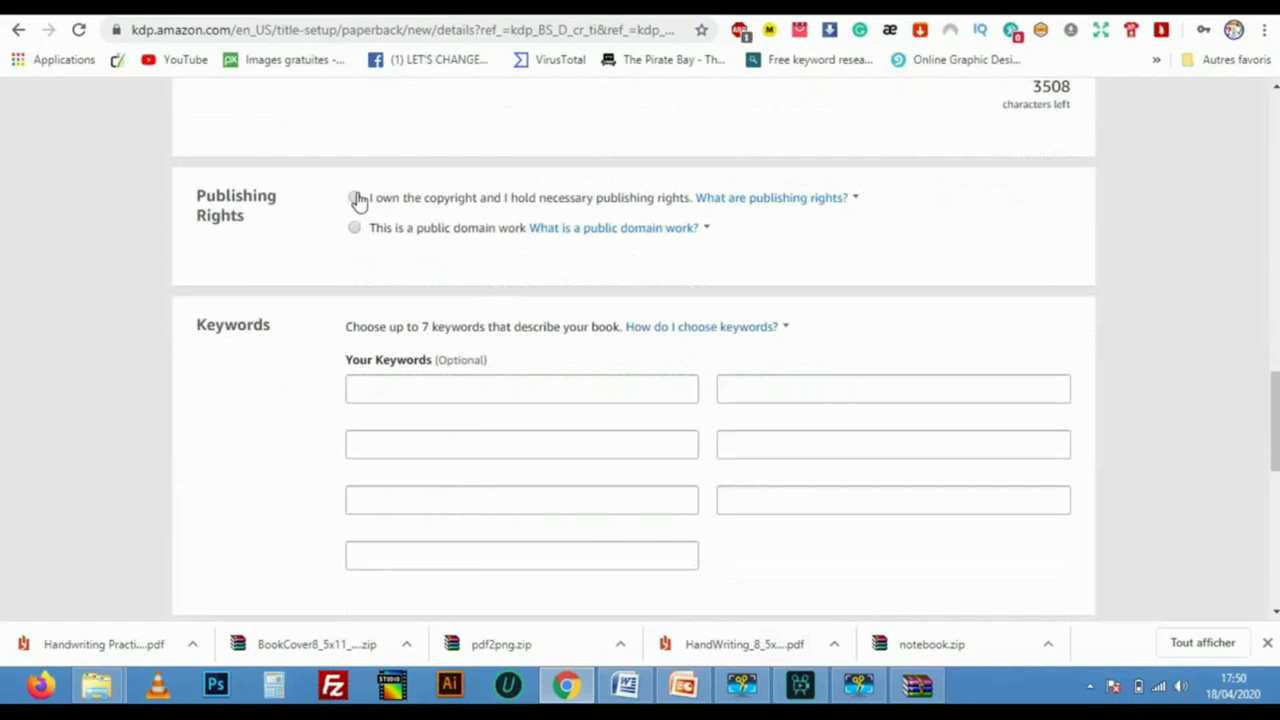 kdp.amazon.com/en_US/title-setup/paperback/new/details?ref_=kdp_BS_D_cr_ti&ref_=kdp_...
Applications
YouTube
Images gratuites -...
(1) LET'S CHANGE...
VirusTotal
The Pirate Bay - Th...
Free keyword resea...
Online Graphic Desi...
»
Autres favoris
3508
characters left
Publishing
Rights
I own the copyright and I hold necessary publishing rights. What are publishing rights?
This is a public domain work What is a public domain work?
Keywords
Choose up to 7 keywords that describe your book. How do I choose keywords?
Your Keywords (Optional)
Handwriting Practi....pdf
BookCover8_5x11_....zip
pdf2png.zip
HandWriting_8_5x....pdf
notebook.zip
Tout afficher
17:50
18/04/2020